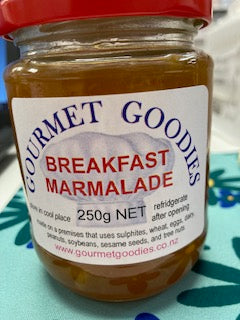 GOURMET GOODIES
BREAKFAST
MARMALADE
store in cool place 250g NET refridgerate
after opening
made on a premises that uses sulphites, wheat, eggs, dairy,
peanuts, soybeans, sesame seeds, and tree nuts
www.gourmetgoodies.co.nz